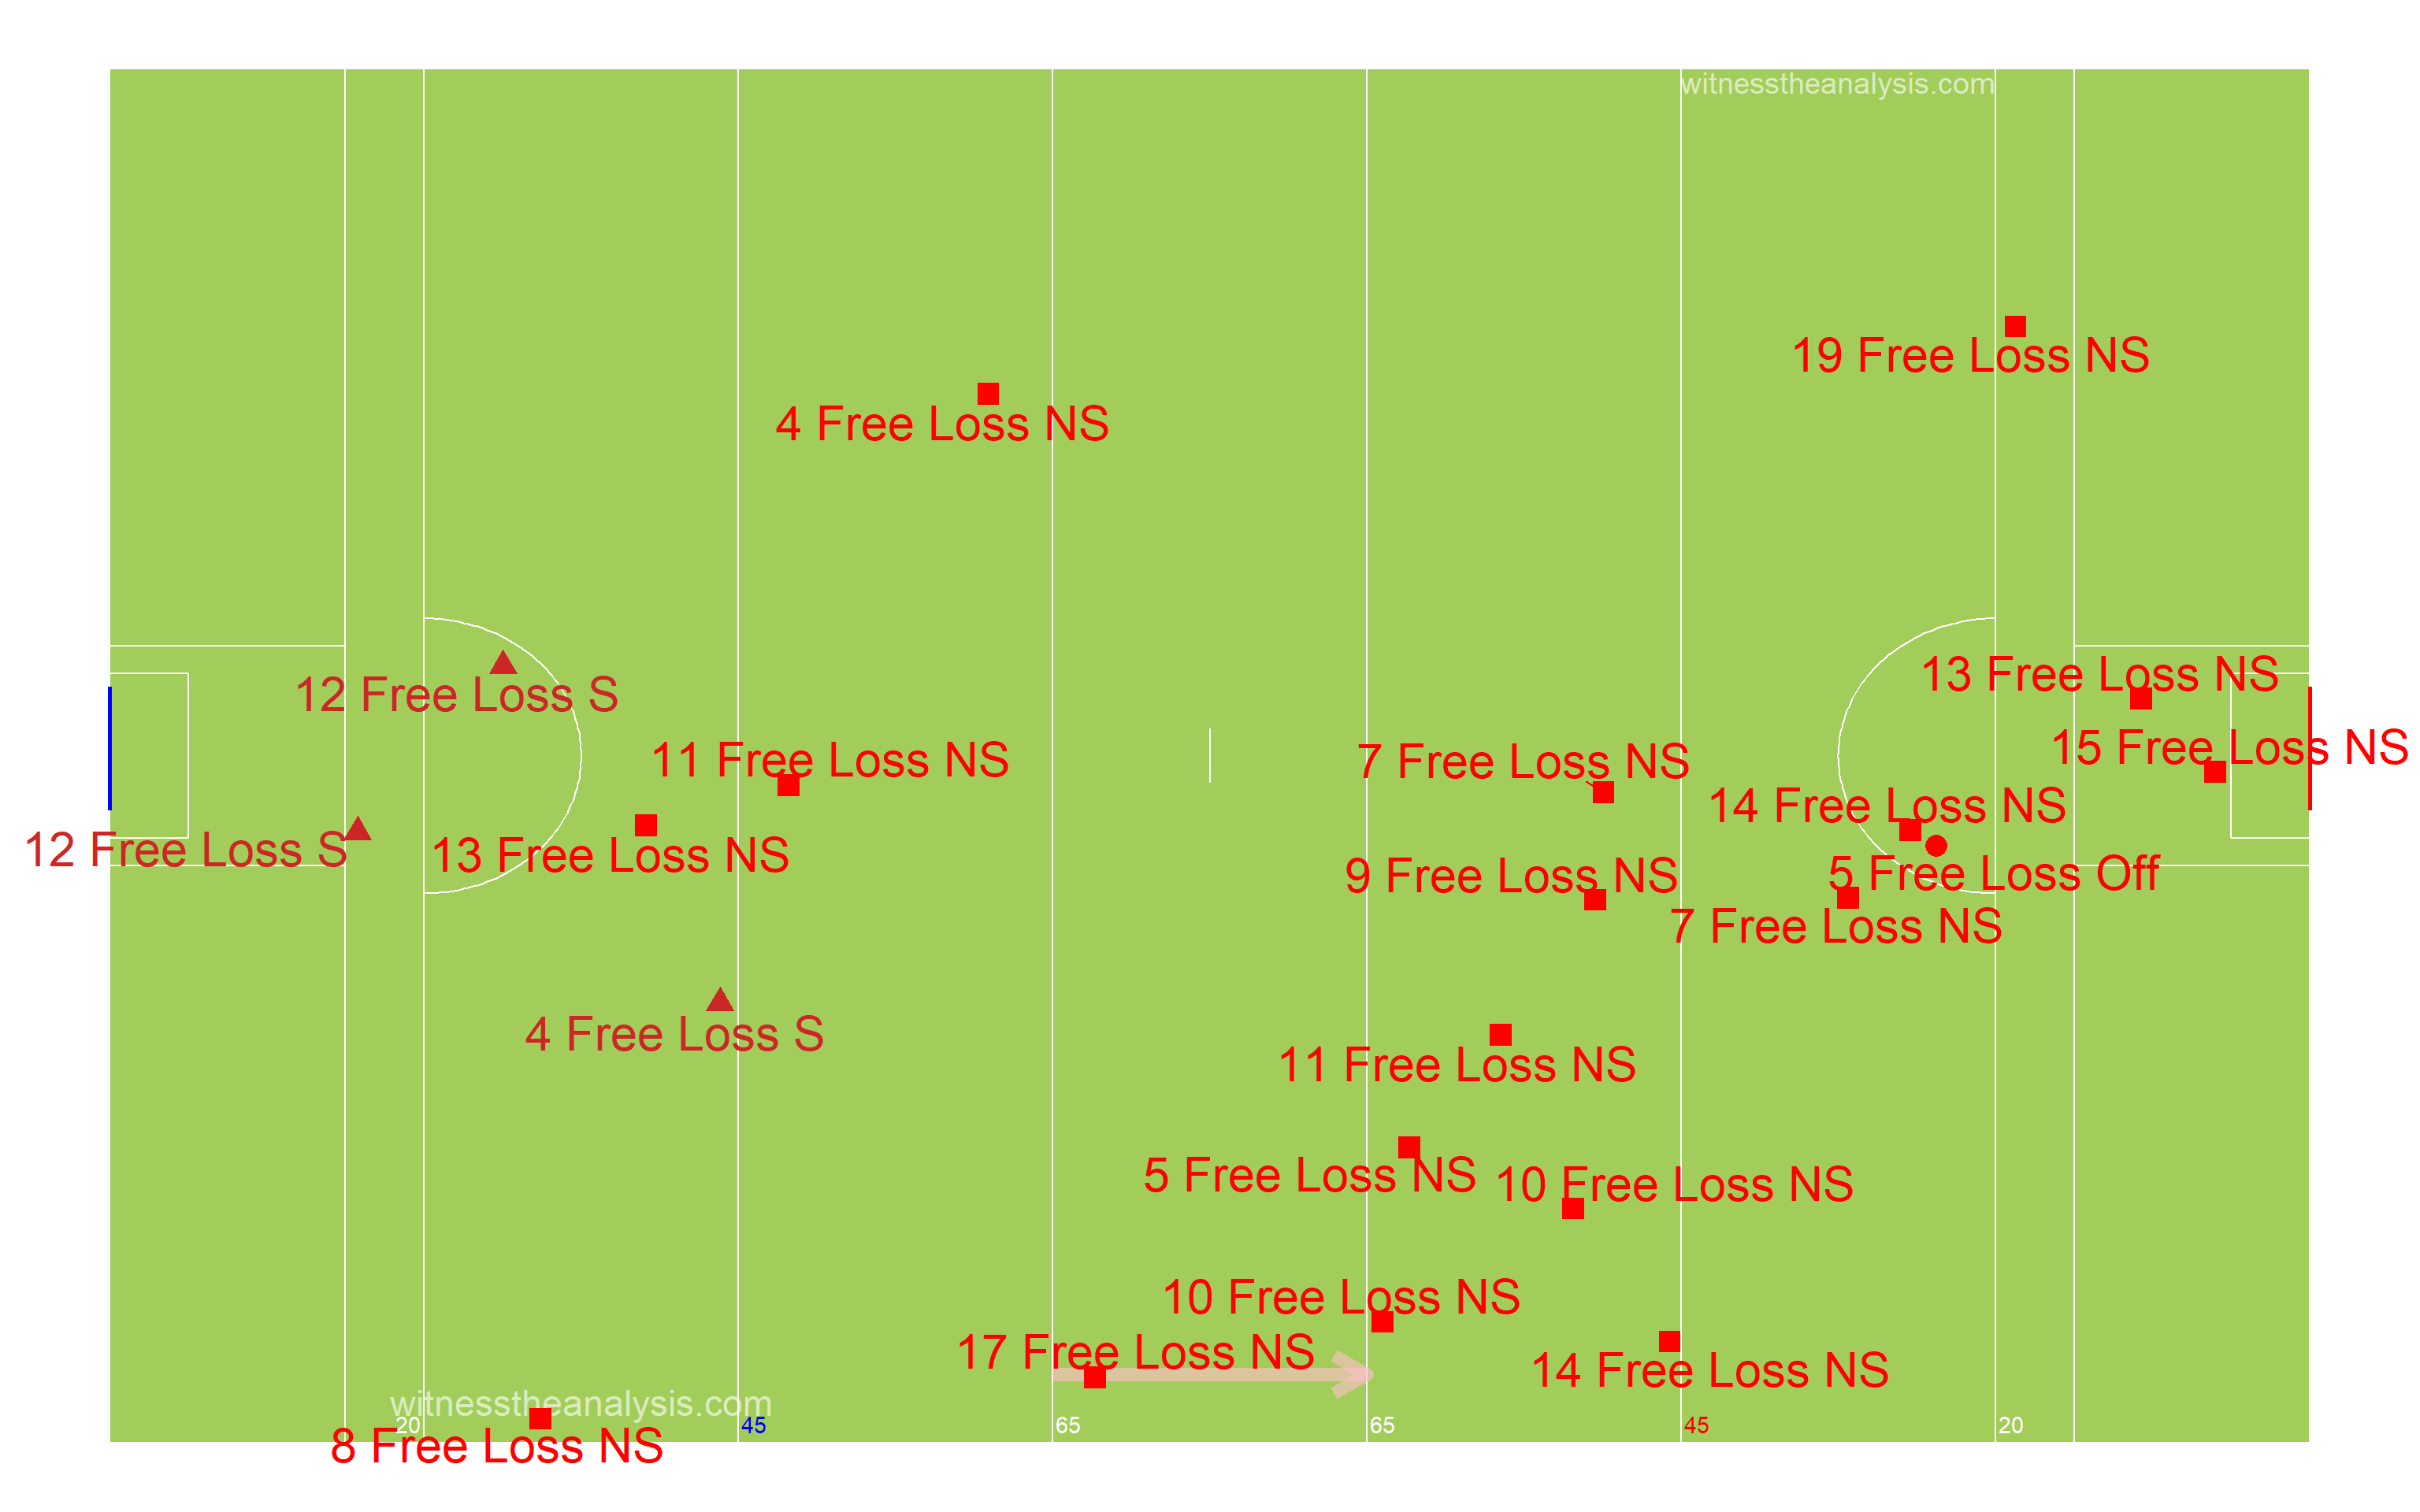 witnesstheanalysis.com
19 Free Loss NS
4 Free Loss NS
13 Free Loss NS
12 Free Loss S
15 Free Loss NS
11 Free Loss NS
7 Free Loss NS
14 Free Loss NS
12 Free Loss S
13 Free Loss NS
9 Free Loss NS
5 Free Loss Off
7 Free Loss NS
4 Free Loss S
11 Free Loss NS
5 Free Loss NS
10 Free Loss NS
10 Free Loss NS
17 Free Loss NS
14 Free Loss NS
witnesstheanalysis.com
20
45
65
65
45
20
8 Free Loss NS